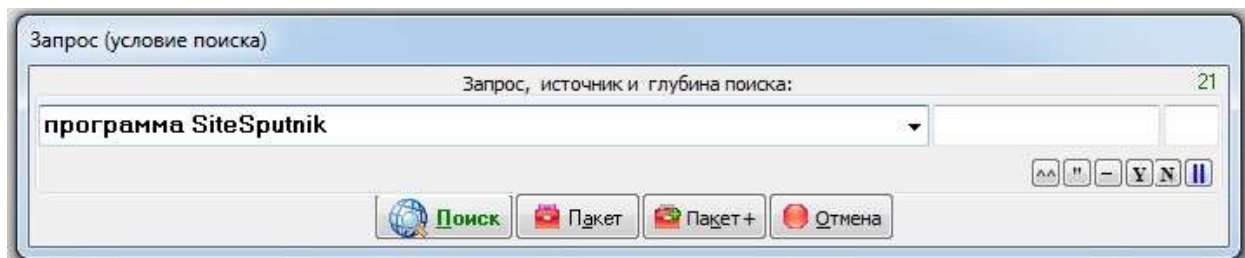 Запрос (условие поиска)
Запрос, источник и глубина поиска: 21
программа SiteSputnik
^^ " - Y N ||
Поиск Пакет Пакет+ Отмена